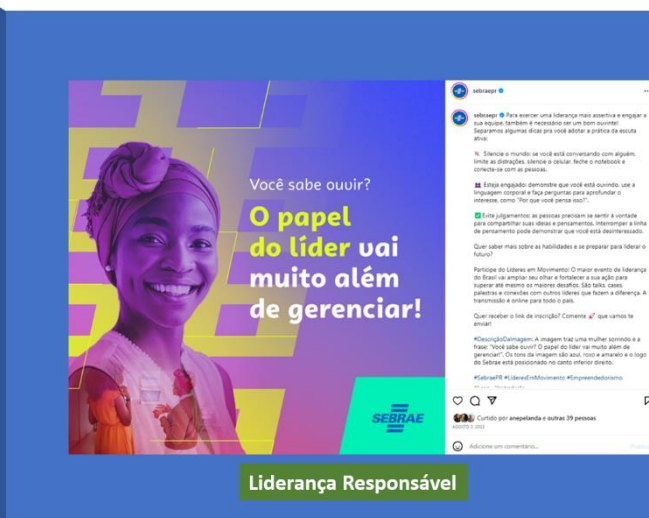 Você sabe ouvir?
O papel
do líder vai
muito além
de gerenciar!
SEBRAE
sebraepr
sebraepr Para exercer uma liderança mais assertiva e engajar a
sua equipe, também é necessário ser um bom ouvinte!
Separamos algumas dicas pra você adotar a prática da escuta
ativa:
Silencie o mundo: se você está conversando com alguém,
limite as distrações, silencie o celular, feche o notebook e
conecte-se com as pessoas.
Esteja engajado: demonstre que você está ouvindo, use a
linguagem corporal e faça perguntas para aprofundar o
interesse, como "Por que você pensa isso?".
Evite julgamentos: as pessoas precisam se sentir à vontade
para compartilhar suas ideias e pensamentos. Interromper a linha
de pensamento pode demonstrar que você está desinteressado.
Quer saber mais sobre as habilidades e se preparar para liderar o
futuro?
Participe do Líderes em Movimento! O maior evento de liderança
do Brasil vai ampliar seu olhar e fortalecer a sua ação para
superar até mesmo os maiores desafios. São talks, cases,
palestras e conexões com outros líderes que fazem a diferença. A
transmissão é online para todo o país.
Quer receber o link de inscrição? Comente 🚀 que vamos te
enviar!
#DescriçãoDaImagem: A imagem traz uma mulher sorrindo e a
frase: "Você sabe ouvir? O papel do líder vai muito além de
gerenciar!". Os tons da imagem são azul, roxo e amarelo e o logo
do Sebrae está posicionado no canto inferior direito.
#SebraePR #LíderesEmMovimento #Empreendedorismo
Curtido por anepelanda e outras 39 pessoas
AGOSTO 2, 2022
Adicione um comentário...
Liderança Responsável